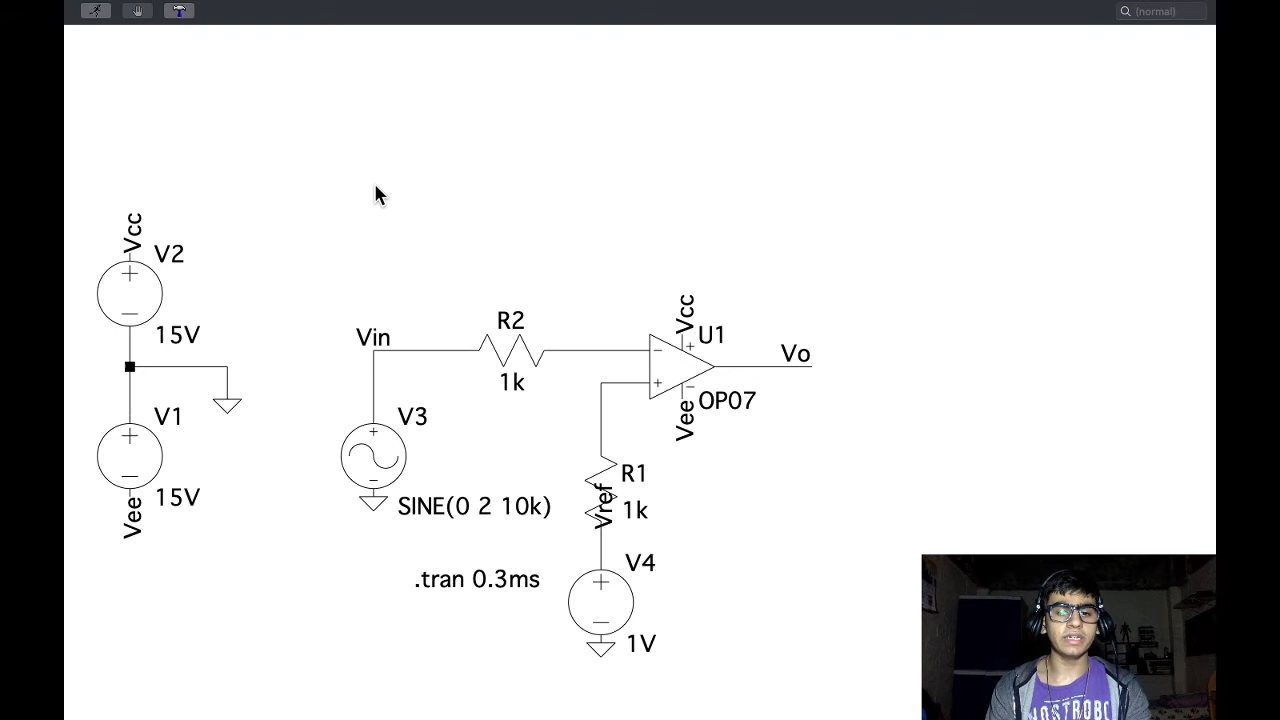 (normal)
Vcc
V2
15V
V1
15V
Vee
Vin
R2
1k
V3
SINE(0 2 10k)
.tran 0.3ms
Vcc
U1
Vo
OP07
Vee
R1
Vref
1k
V4
1V
NOSTROBO